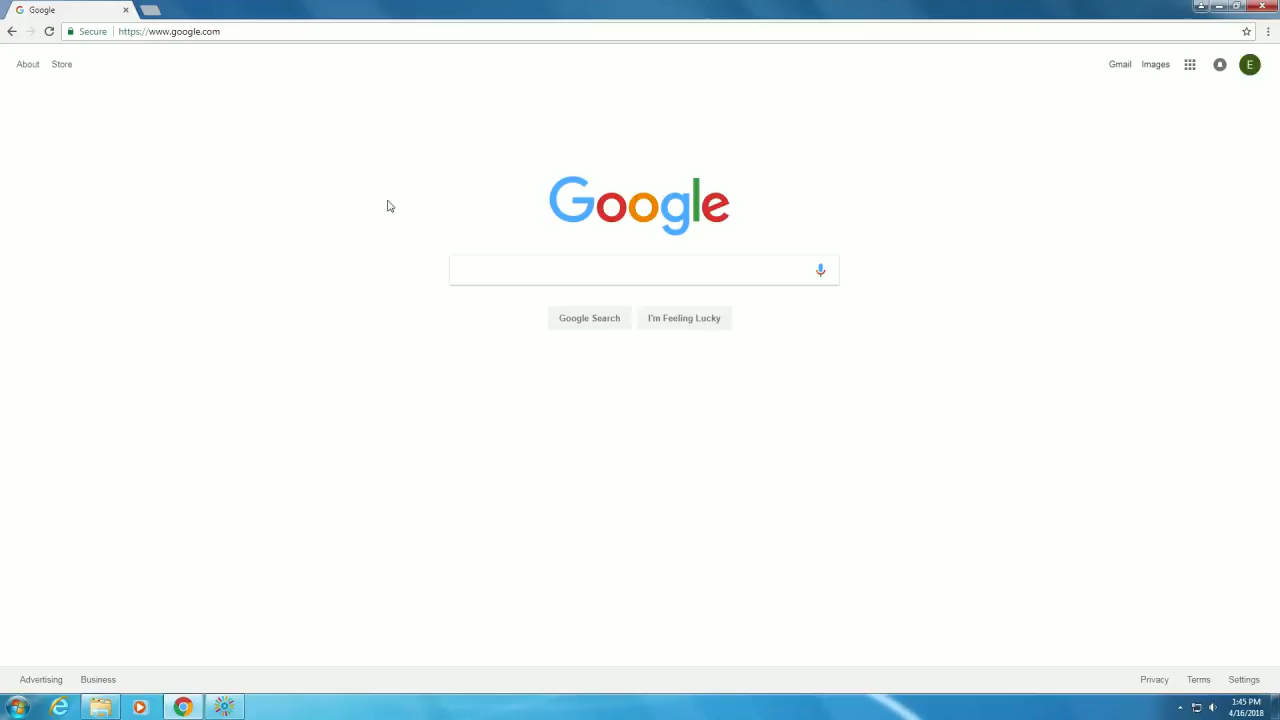 Google
Secure https://www.google.com
About Store
Gmail Images E
Google
Google Search I'm Feeling Lucky
Advertising Business
Privacy Terms Settings
1:45 PM
4/16/2018